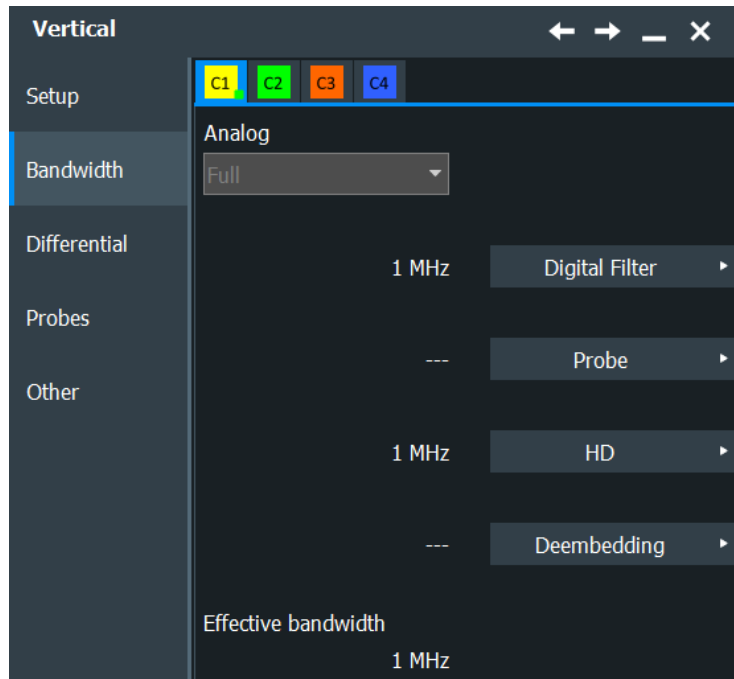 Vertical
Setup
Bandwidth
Differential
Probes
Other
C1 C2 C3 C4
Analog
Full
1 MHz Digital Filter
--- Probe
1 MHz HD
--- Deembedding
Effective bandwidth
1 MHz